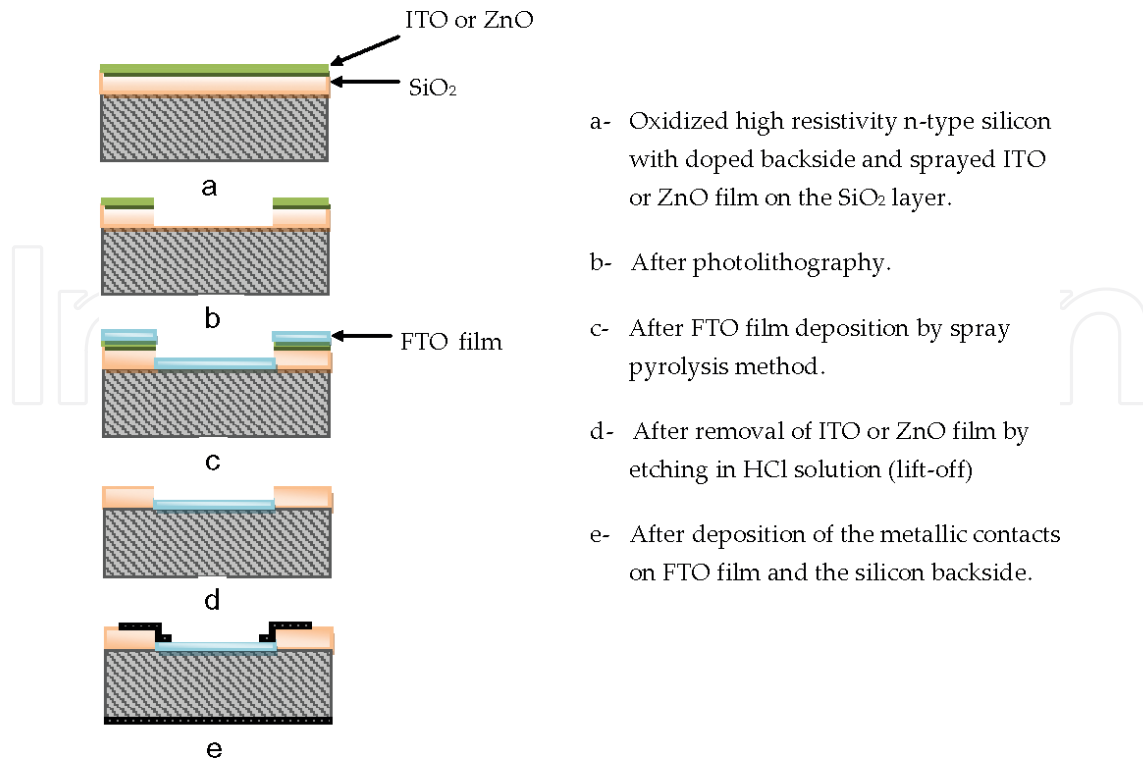 ITO or ZnO
SiO₂
a
b
FTO film
c
d
e
a- Oxidized high resistivity n-type silicon
with doped backside and sprayed ITO
or ZnO film on the SiO₂ layer.
b- After photolithography.
c- After FTO film deposition by spray
pyrolysis method.
d- After removal of ITO or ZnO film by
etching in HCl solution (lift-off)
e- After deposition of the metallic contacts
on FTO film and the silicon backside.